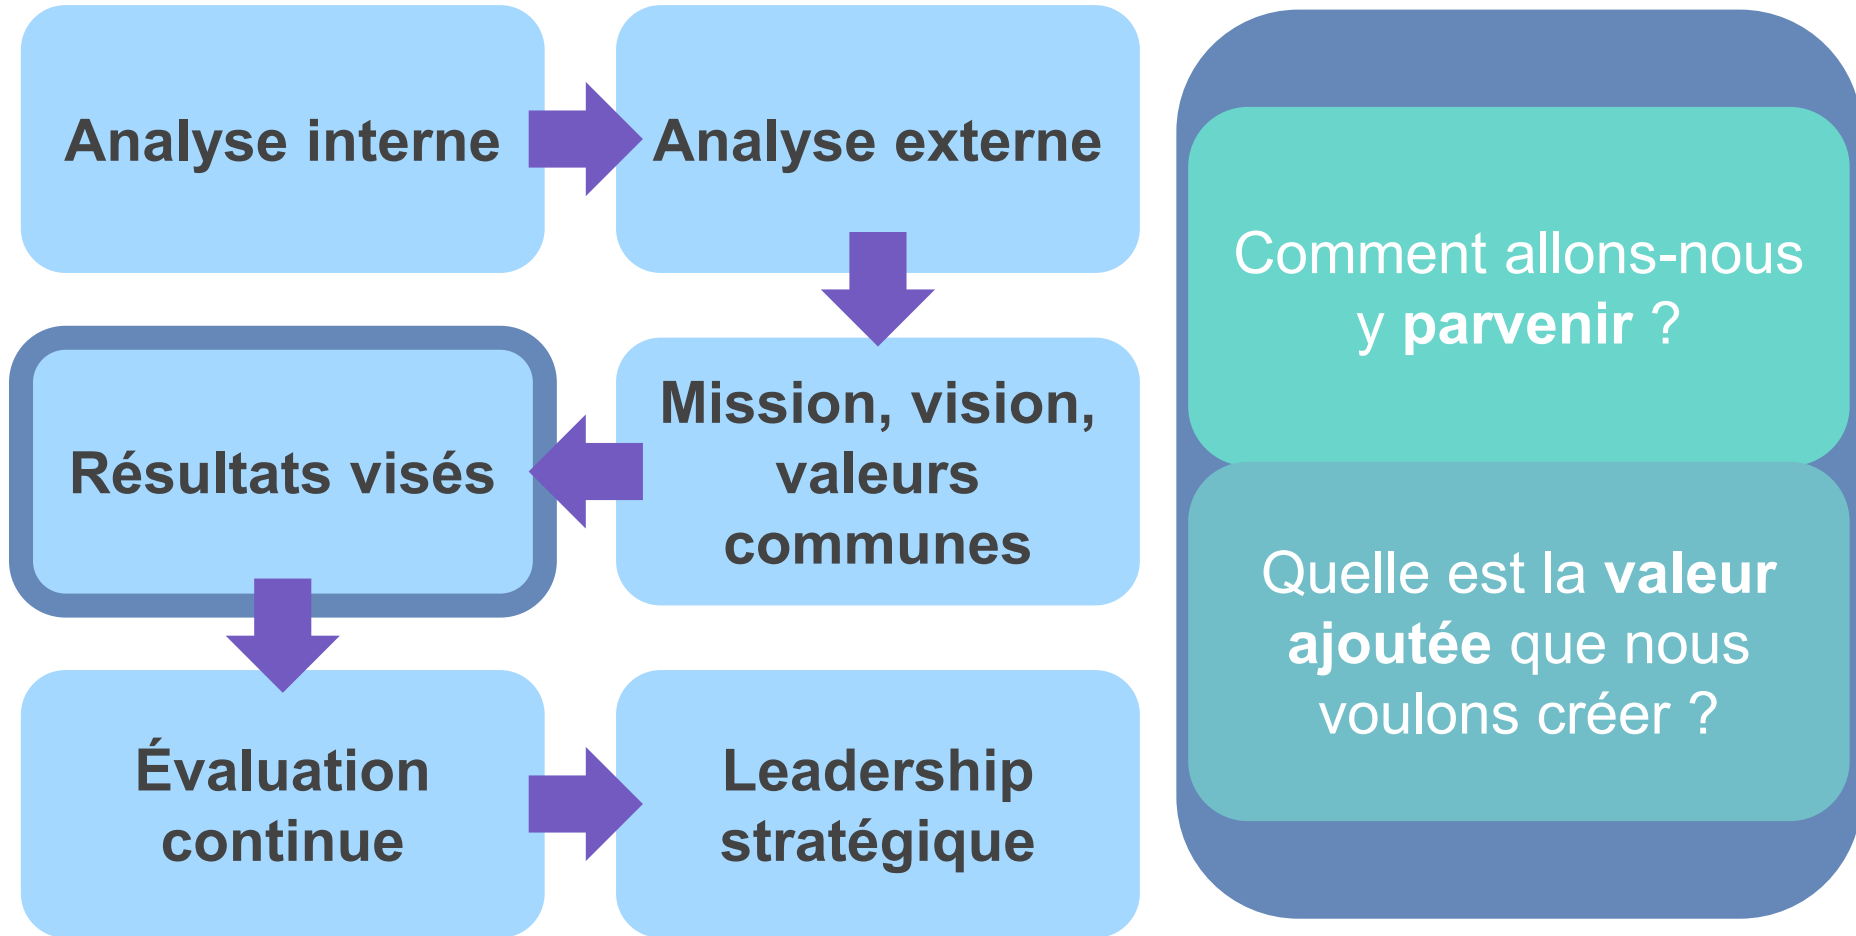 Analyse interne
Analyse externe
Mission, vision,
valeurs
communes
Résultats visés
Évaluation
continue
Leadership
stratégique
Comment allons-nous
y parvenir ?
Quelle est la valeur
ajoutée que nous
voulons créer ?